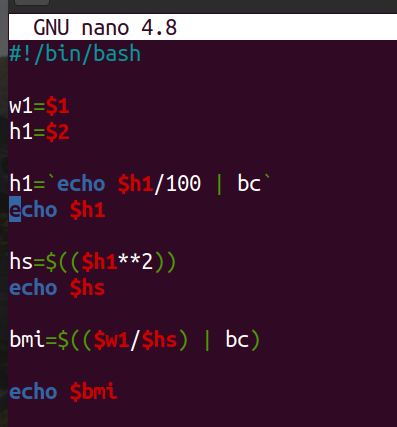 GNU nano 4.8
#!/bin/bash
w1=$1
h1=$2
h1=`echo $h1/100 | bc`
echo $h1
hs=$(($h1**2))
echo $hs
bmi=$(($w1/$hs) | bc)
echo $bmi